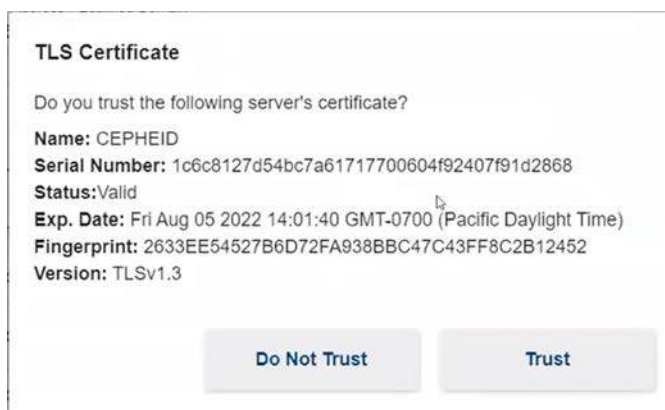 TLS Certificate
Do you trust the following server's certificate?
Name: CEPHEID
Serial Number: 1c6c8127d54bc7a61717700604f92407f91d2868
Status:Valid
Exp. Date: Fri Aug 05 2022 14:01:40 GMT-0700 (Pacific Daylight Time)
Fingerprint: 2633EE54527B6D72FA938BBC47C43FF8C2B12452
Version: TLSv1.3
Do Not Trust Trust